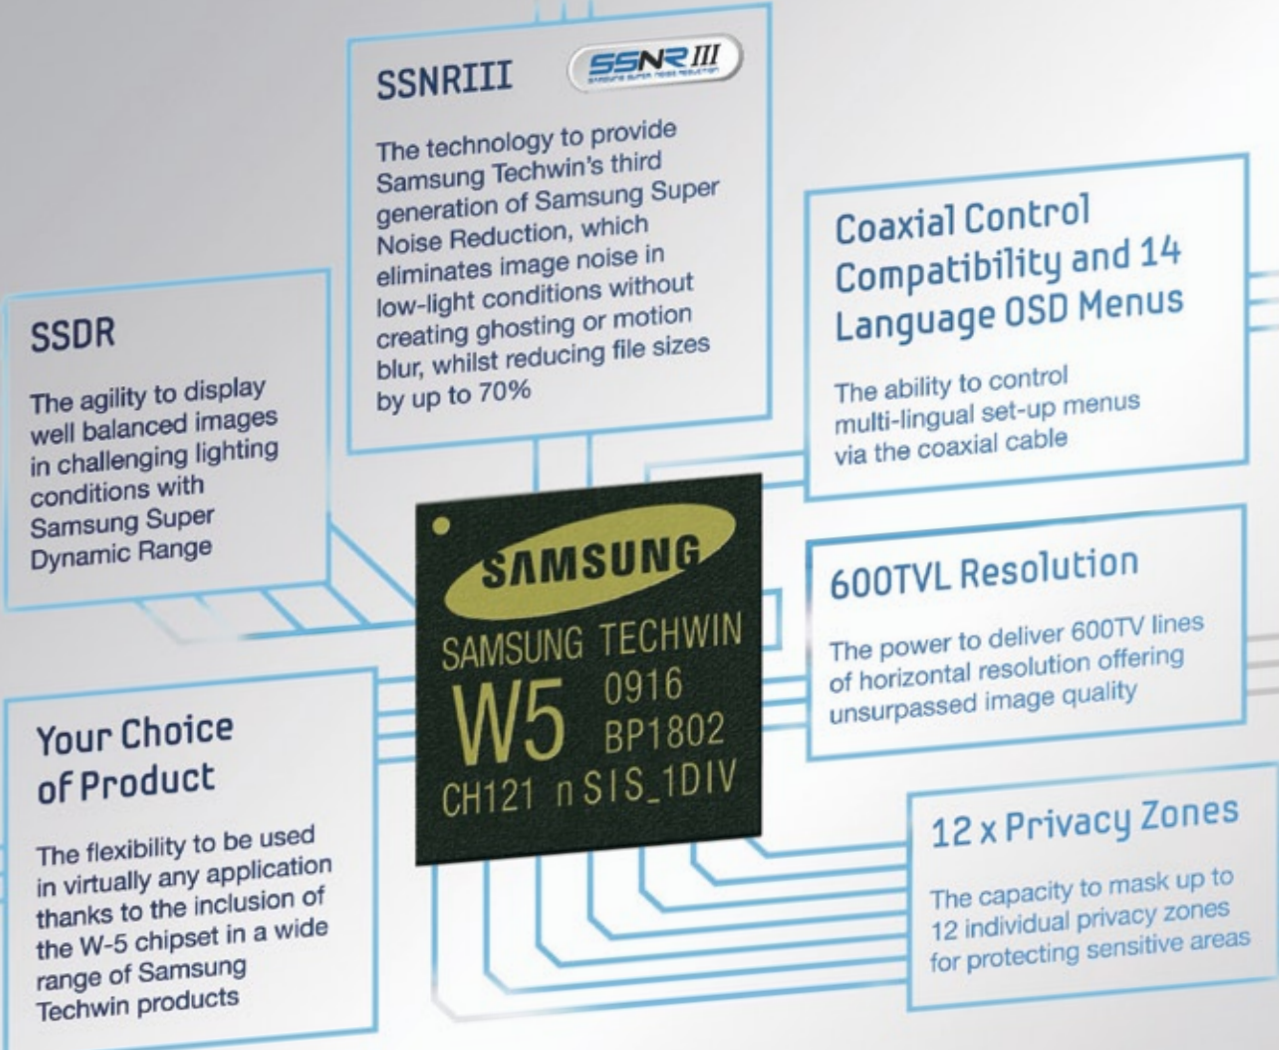 SSNRIII
SSNR III
SAMSUNG SUPER NOISE REDUCTION
The technology to provide
Samsung Techwin's third
generation of Samsung Super
Noise Reduction, which
eliminates image noise in
low-light conditions without
creating ghosting or motion
blur, whilst reducing file sizes
by up to 70%
Coaxial Control
Compatibility and 14
Language OSD Menus
The ability to control
multi-lingual set-up menus
via the coaxial cable
SSDR
The agility to display
well balanced images
in challenging lighting
conditions with
Samsung Super
Dynamic Range
SAMSUNG
SAMSUNG TECHWIN
W5
0916
BP1802
CH121 n SIS_1DIV
600TVL Resolution
The power to deliver 600TV lines
of horizontal resolution offering
unsurpassed image quality
Your Choice
of Product
The flexibility to be used
in virtually any application
thanks to the inclusion of
the W-5 chipset in a wide
range of Samsung
Techwin products
12 x Privacy Zones
The capacity to mask up to
12 individual privacy zones
for protecting sensitive areas